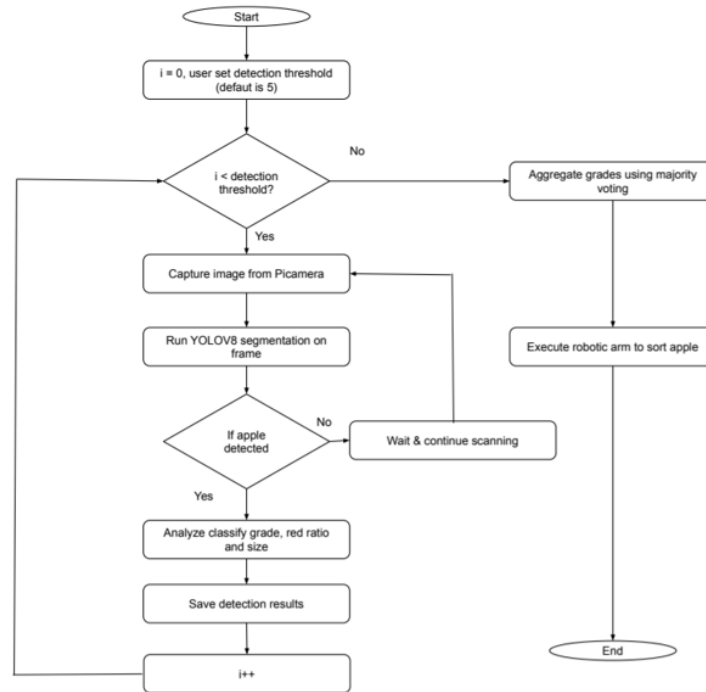 Start
i = 0, user set detection threshold
(defaut is 5)
No
i < detection
threshold?
Aggregate grades using majority
voting
Yes
Capture image from Picamera
Run YOLOV8 segmentation on
frame
Execute robotic arm to sort apple
No
If apple
detected
Wait & continue scanning
Yes
Analyze classify grade, red ratio
and size
Save detection results
End
i++